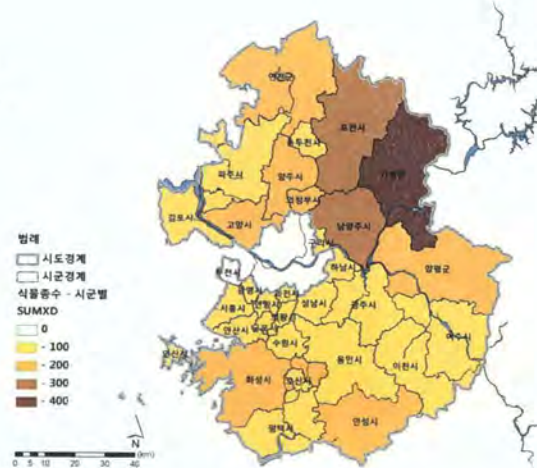 연천군
포천시
동두천시
가평군
파주시
양주시
의정부시
김포시
고양시
남양주시
구리시
하남시
양평군
범례
시도경계
시군경계
식물종수 - 시군별
SUMXD
0
- 100
- 200
- 300
- 400
부천시
광명시
과천시
시흥시
안양시
성남시
광주시
의왕시
안산시
군포시
수원시
여주시
용인시
이천시
안산시
화성시
오산시
평택시
안성시
N
0 5 10 20 30 40 (km)